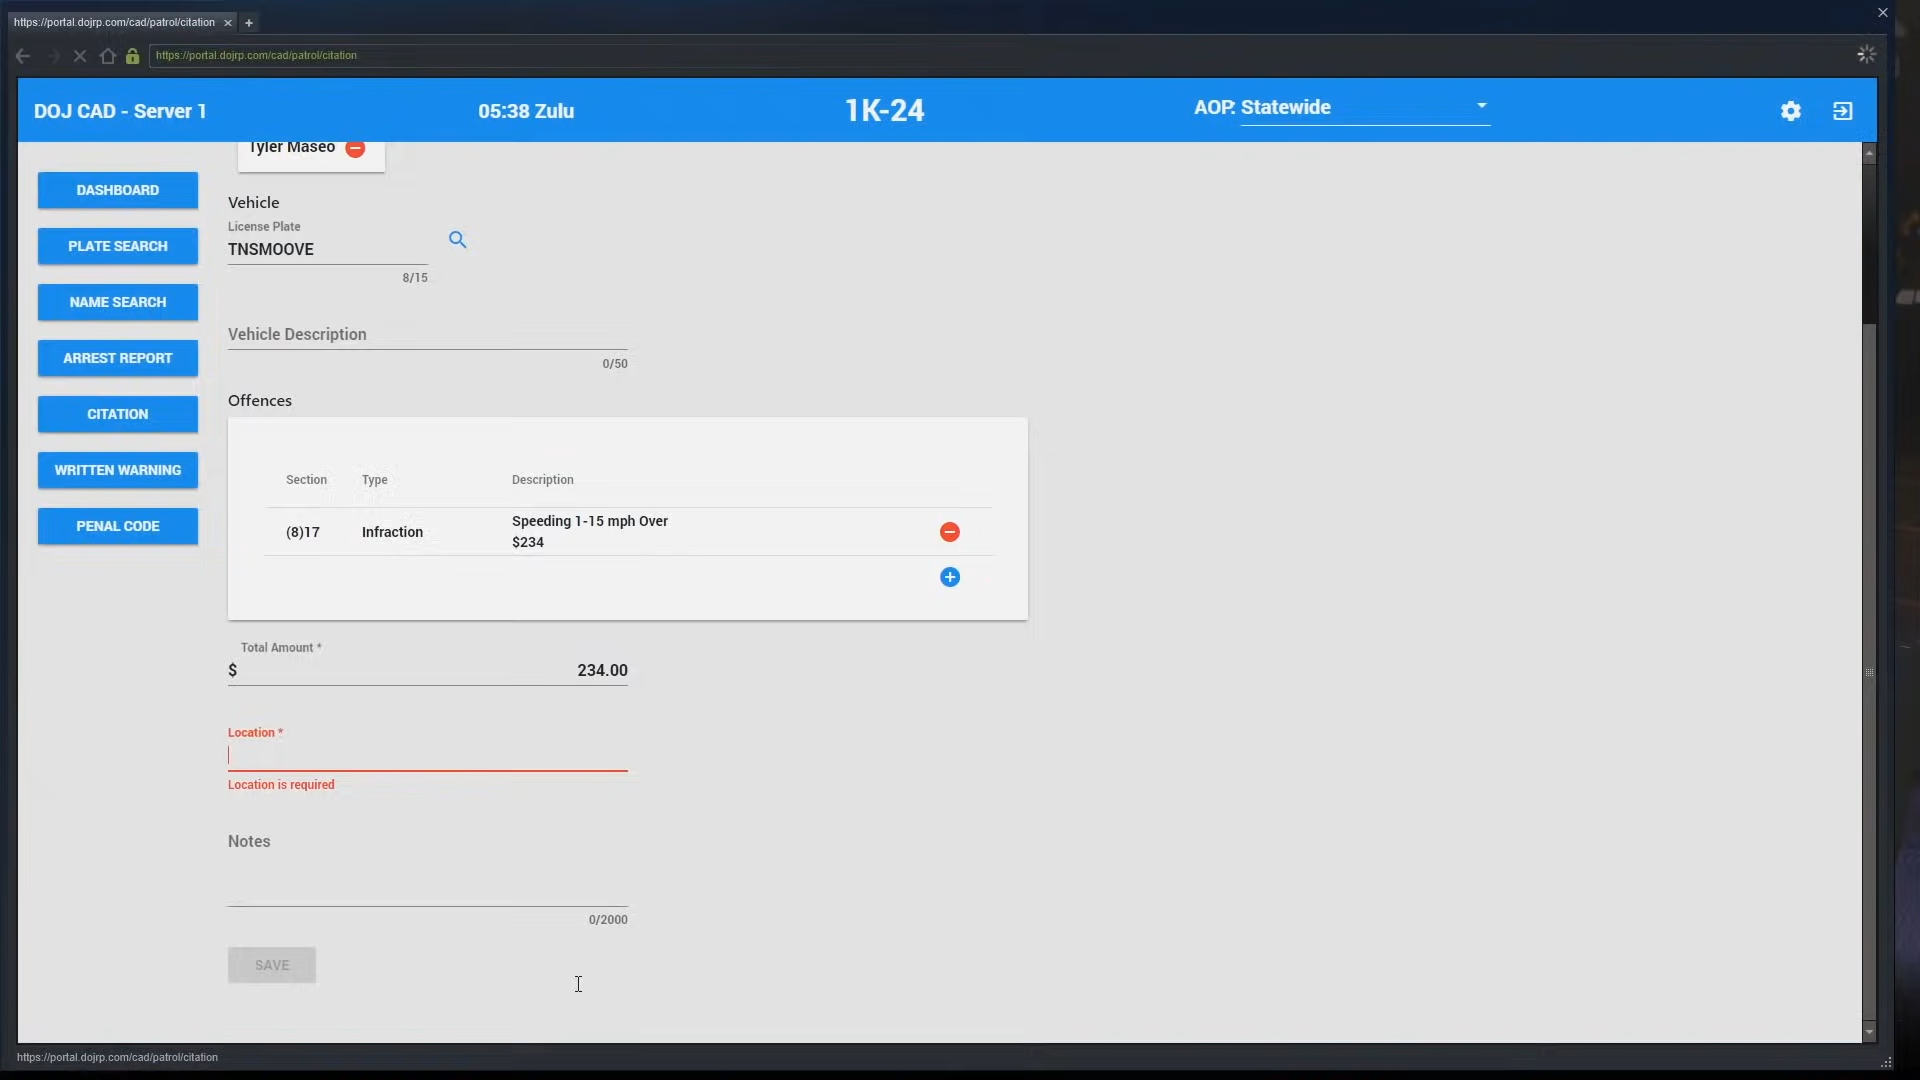 https://portal.dojrp.com/cad/patrol/citation
https://portal.dojrp.com/cad/patrol/citation
DOJ CAD - Server 1
05:38 Zulu
1K-24
AOP: Statewide
DASHBOARD
PLATE SEARCH
NAME SEARCH
ARREST REPORT
CITATION
WRITTEN WARNING
PENAL CODE
Tyler Maseo
Vehicle
License Plate
TNSMOOVE
8/15
Vehicle Description
0/50
Offences
Section Type Description
(8)17 Infraction Speeding 1-15 mph Over
$234
Total Amount *
$ 234.00
Location *
Location is required
Notes
0/2000
SAVE
https://portal.dojrp.com/cad/patrol/citation